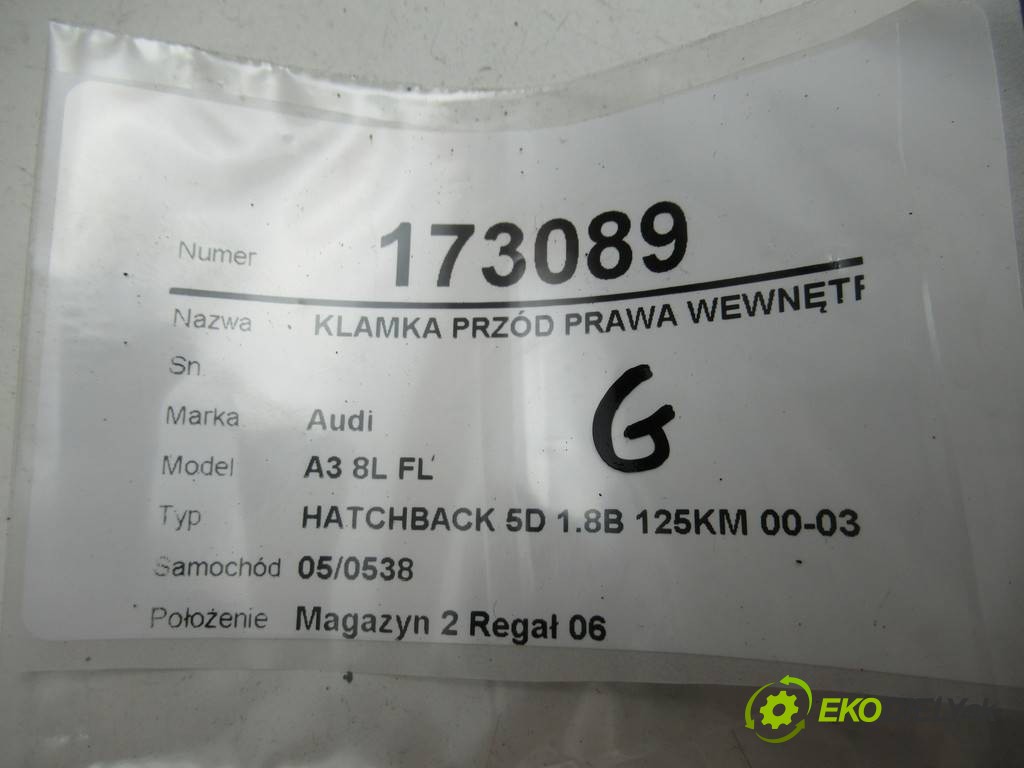 Numer 173089
Nazwa KLAMKA PRZÓD PRAWA WEWNĘTR
Sn
G
Marka Audi
Model A3 8L FL
Typ HATCHBACK 5D 1.8B 125KM 00-03
Samochód 05/0538
Położenie Magazyn 2 Regał 06
EKO